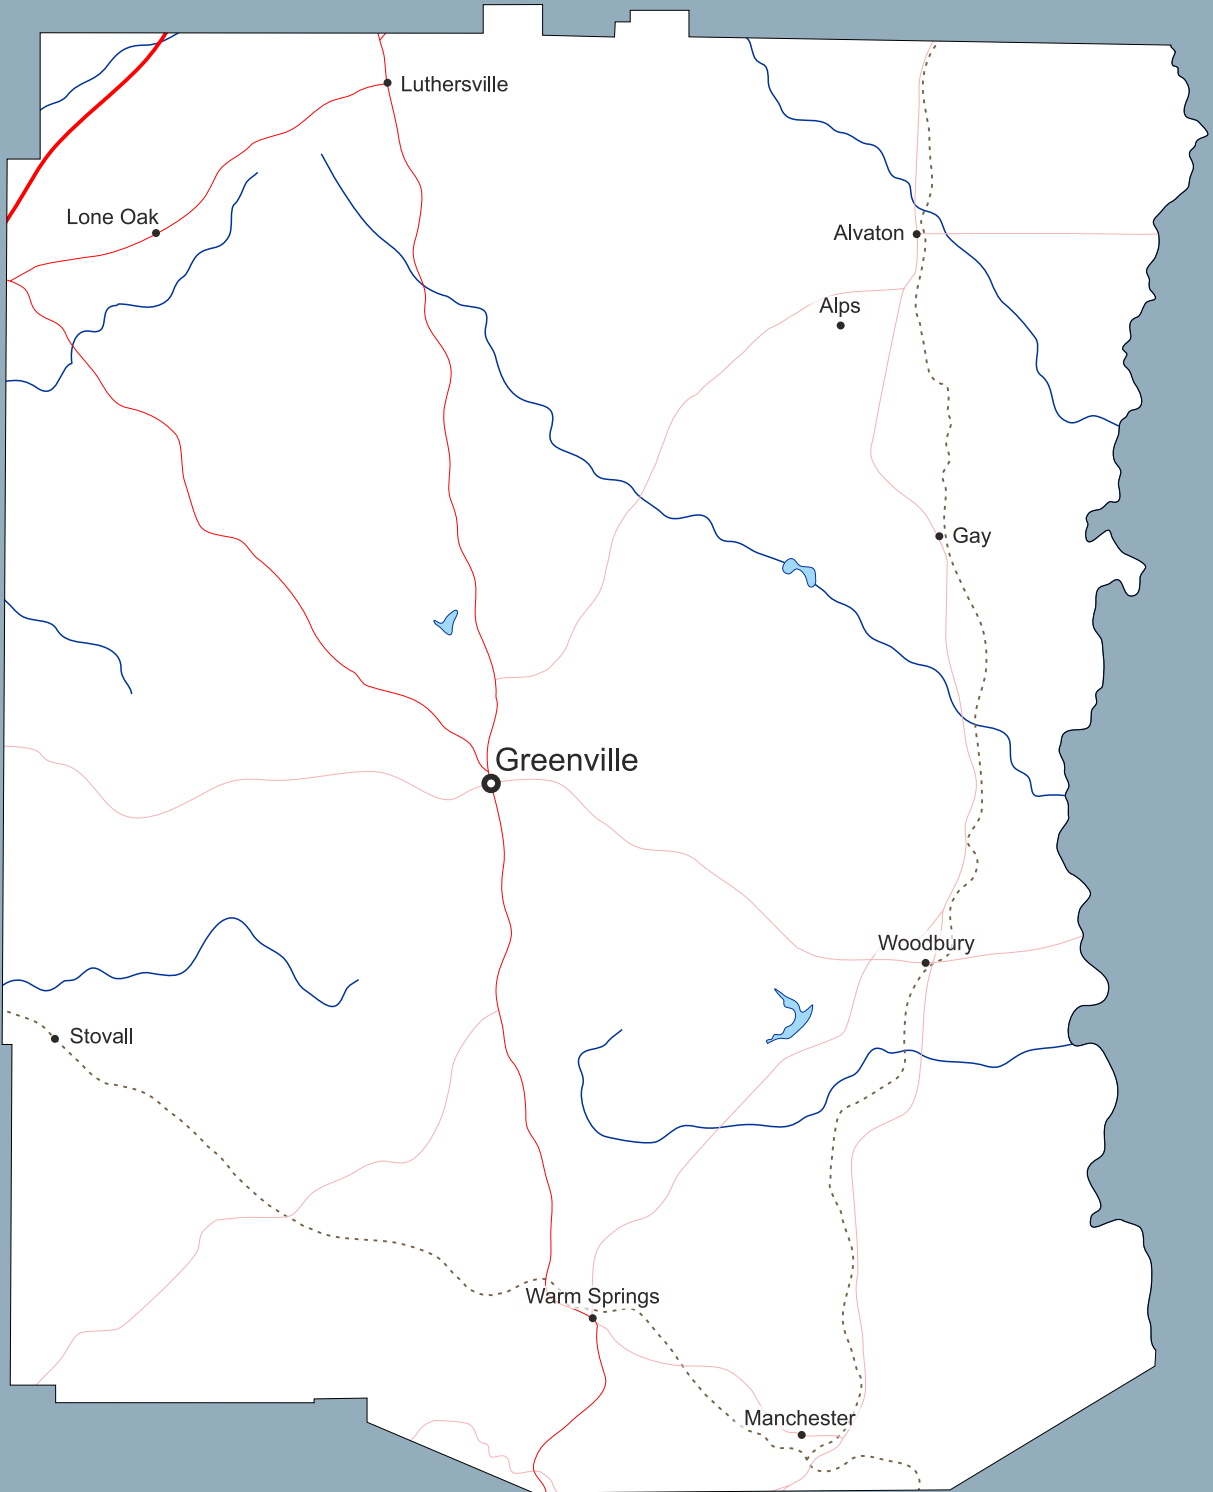 Luthersville
Lone Oak
Alvaton
Alps
Gay
Greenville
Woodbury
Stovall
Warm Springs
Manchester